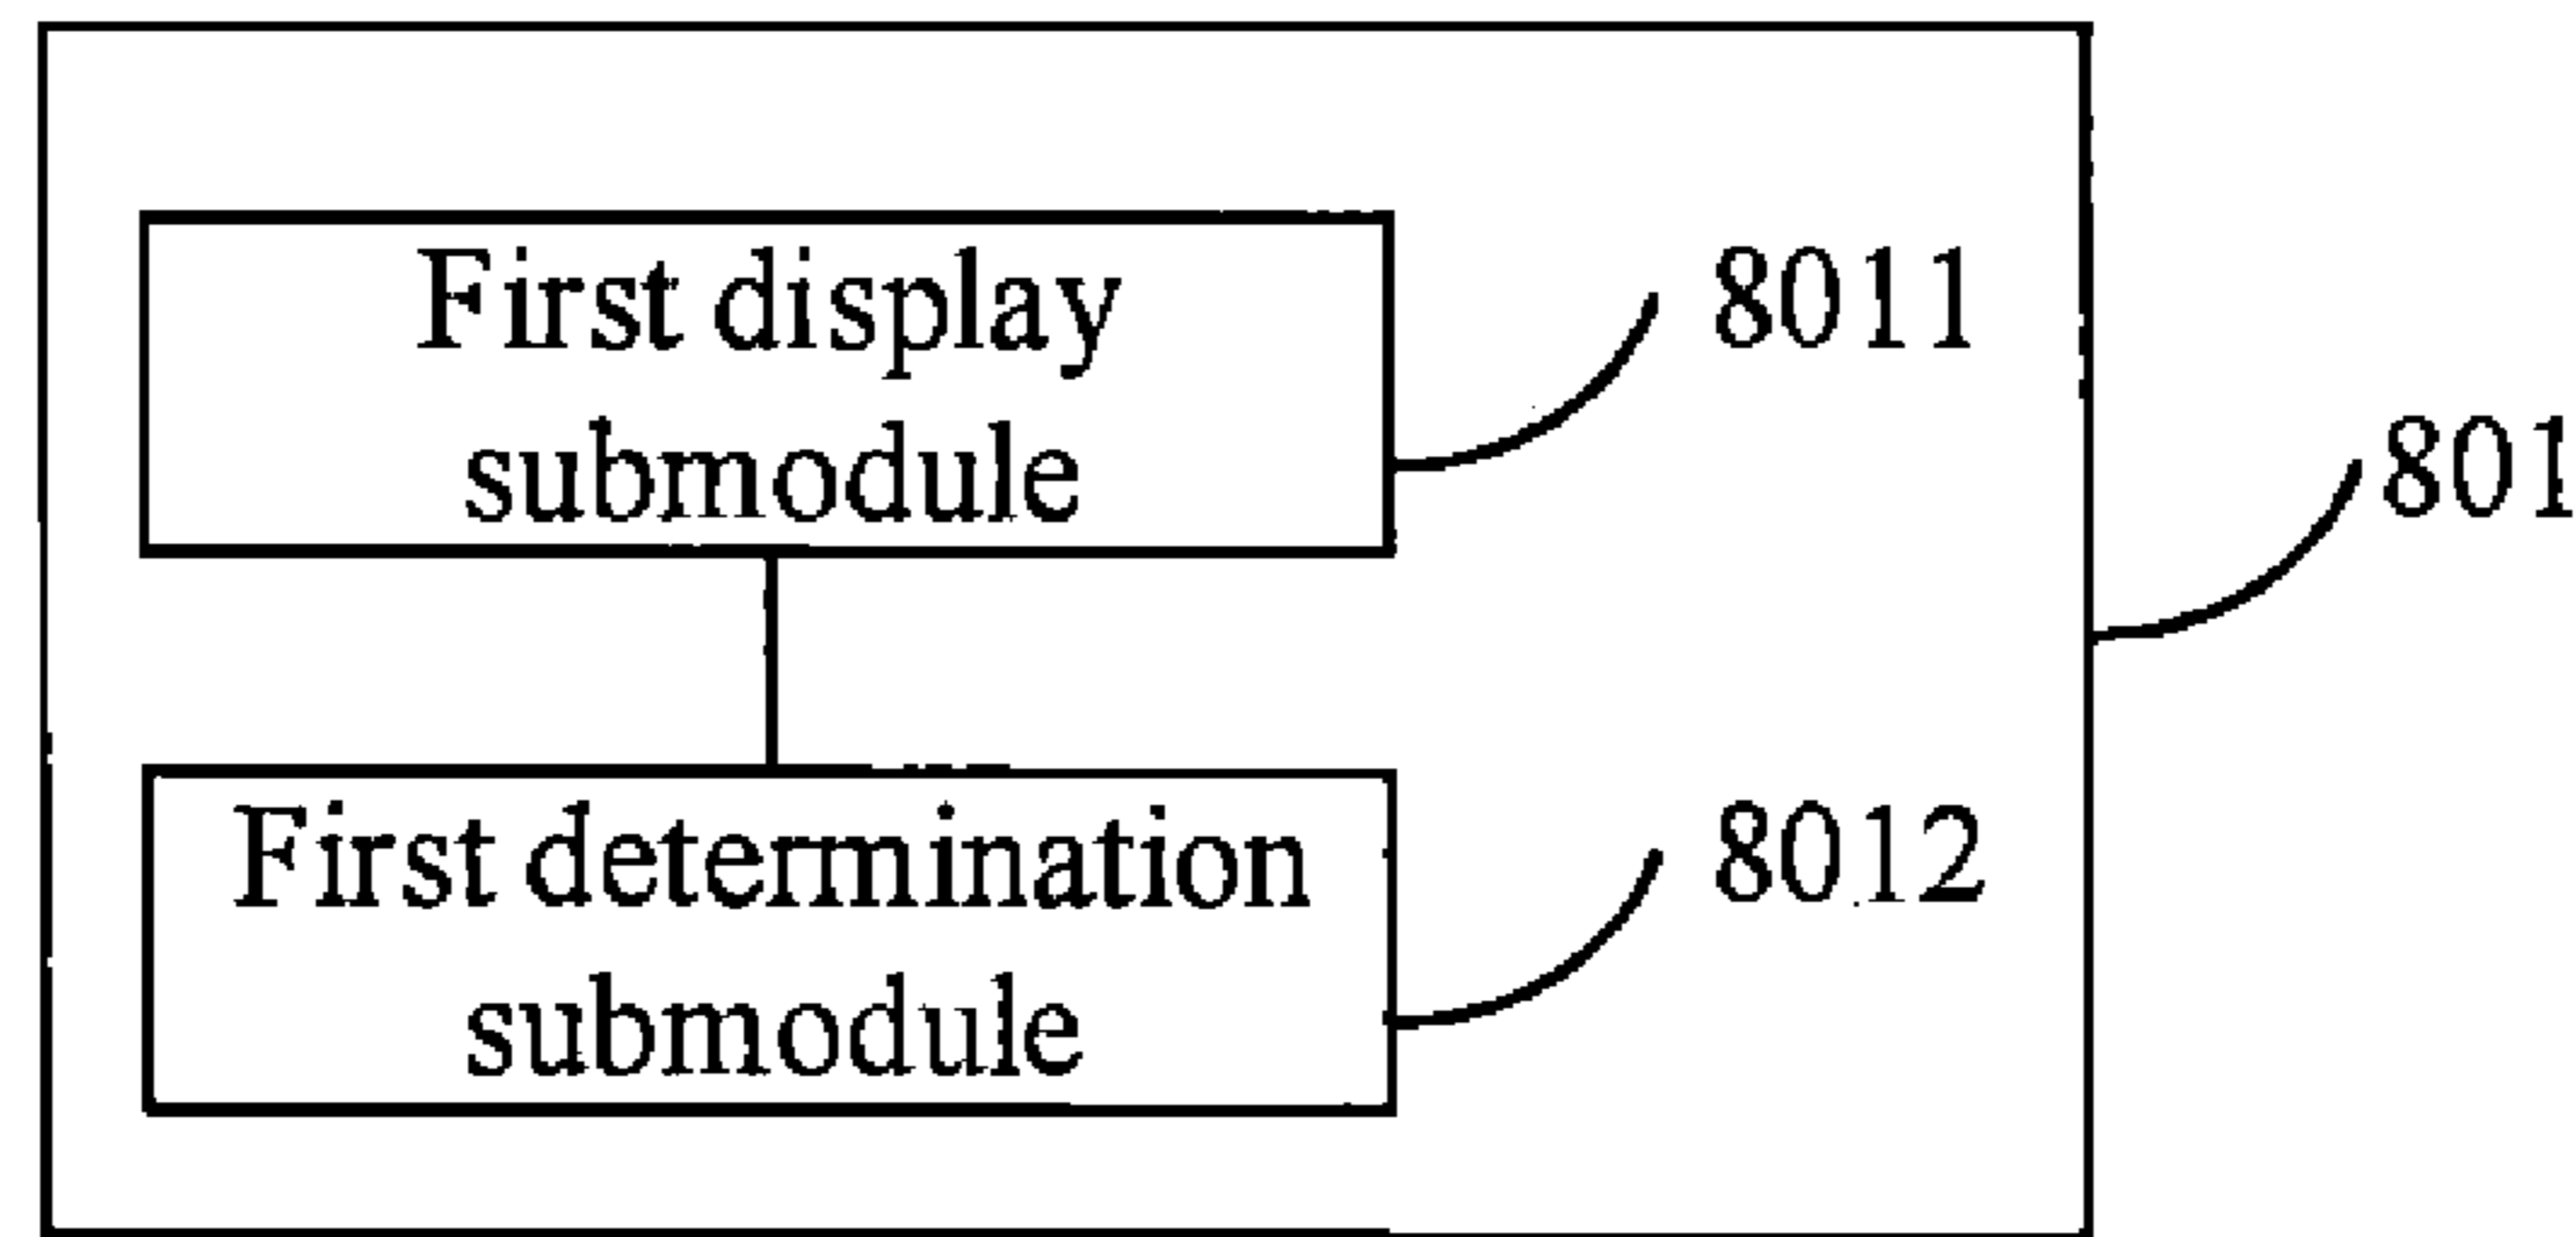 First display
submodule
8011
801
First determination
submodule
8012